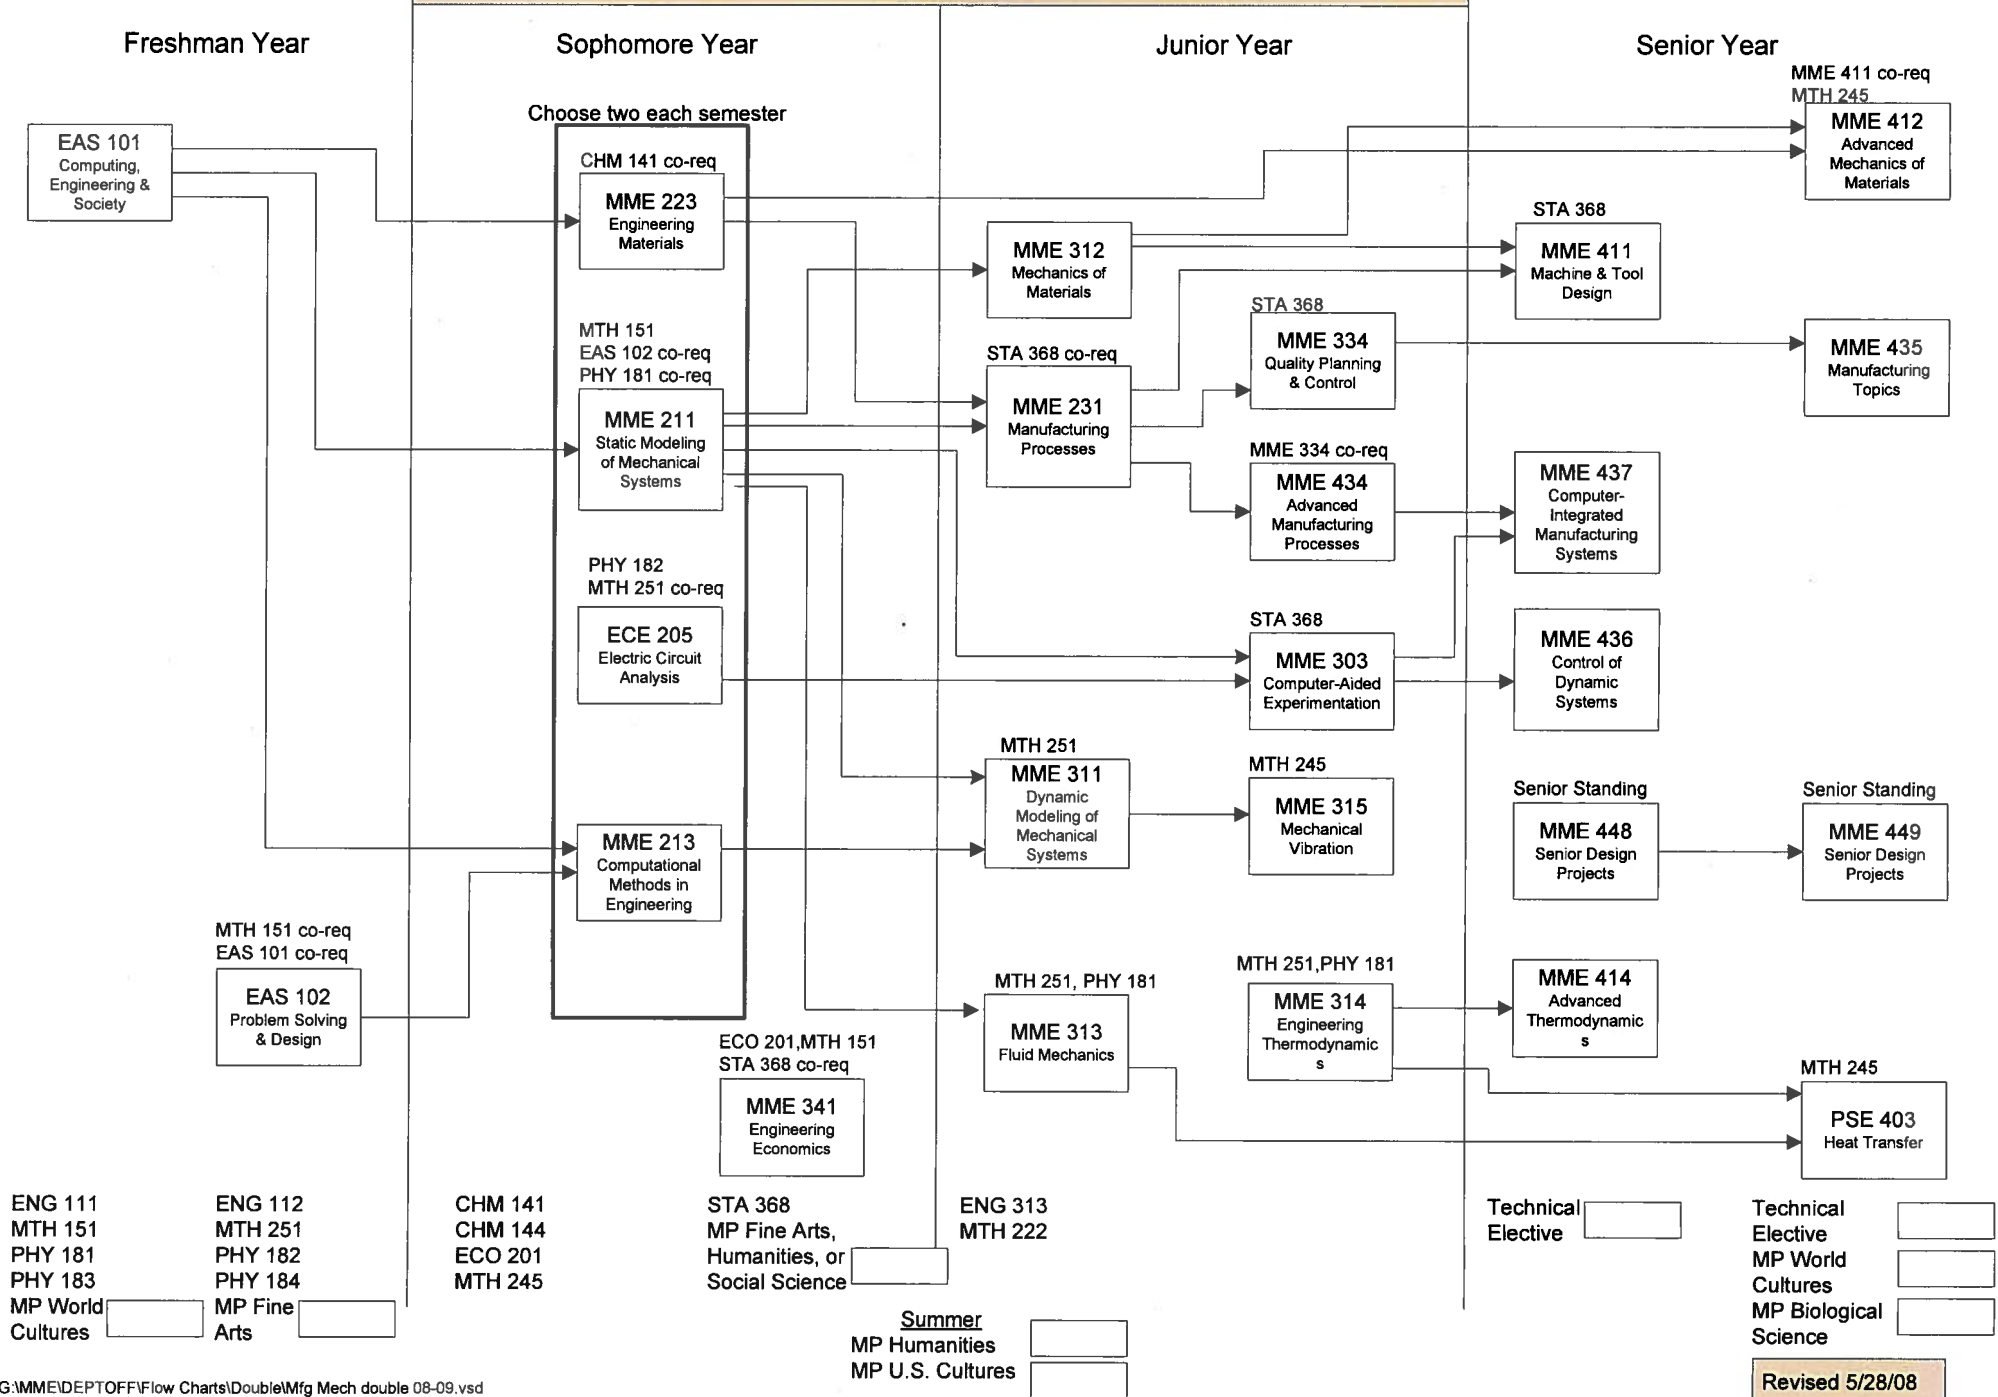 Freshman Year
Sophomore Year
Junior Year
Senior Year
EAS 101
Computing,
Engineering &
Society
MTH 151 co-req
EAS 101 co-req
EAS 102
Problem Solving
& Design
Choose two each semester
CHM 141 co-req
MME 223
Engineering
Materials
MTH 151
EAS 102 co-req
PHY 181 co-req
MME 211
Static Modeling
of Mechanical
Systems
PHY 182
MTH 251 co-req
ECE 205
Electric Circuit
Analysis
MME 213
Computational
Methods in
Engineering
ECO 201,MTH 151
STA 368 co-req
MME 341
Engineering
Economics
MME 312
Mechanics of
Materials
STA 368 co-req
MME 231
Manufacturing
Processes
MTH 251
MME 311
Dynamic
Modeling of
Mechanical
Systems
MTH 251, PHY 181
MME 313
Fluid Mechanics
STA 368
MME 334
Quality Planning
& Control
MME 334 co-req
MME 434
Advanced
Manufacturing
Processes
STA 368
MME 303
Computer-Aided
Experimentation
MTH 245
MME 315
Mechanical
Vibration
MTH 251,PHY 181
MME 314
Engineering
Thermodynamic
s
STA 368
MME 411
Machine & Tool
Design
MME 437
Computer-
Integrated
Manufacturing
Systems
MME 436
Control of
Dynamic
Systems
Senior Standing
MME 448
Senior Design
Projects
MME 414
Advanced
Thermodynamic
s
MME 411 co-req
MTH 245
MME 412
Advanced
Mechanics of
Materials
MME 435
Manufacturing
Topics
Senior Standing
MME 449
Senior Design
Projects
MTH 245
PSE 403
Heat Transfer
ENG 111
MTH 151
PHY 181
PHY 183
MP World
Cultures
ENG 112
MTH 251
PHY 182
PHY 184
MP Fine
Arts
CHM 141
CHM 144
ECO 201
MTH 245
STA 368
MP Fine Arts,
Humanities, or
Social Science
ENG 313
MTH 222
Summer
MP Humanities
MP U.S. Cultures
Technical
Elective
Technical
Elective
MP World
Cultures
MP Biological
Science
G:\MME\DEPTOFF\Flow Charts\Double\Mfg Mech double 08-09.vsd
Revised 5/28/08